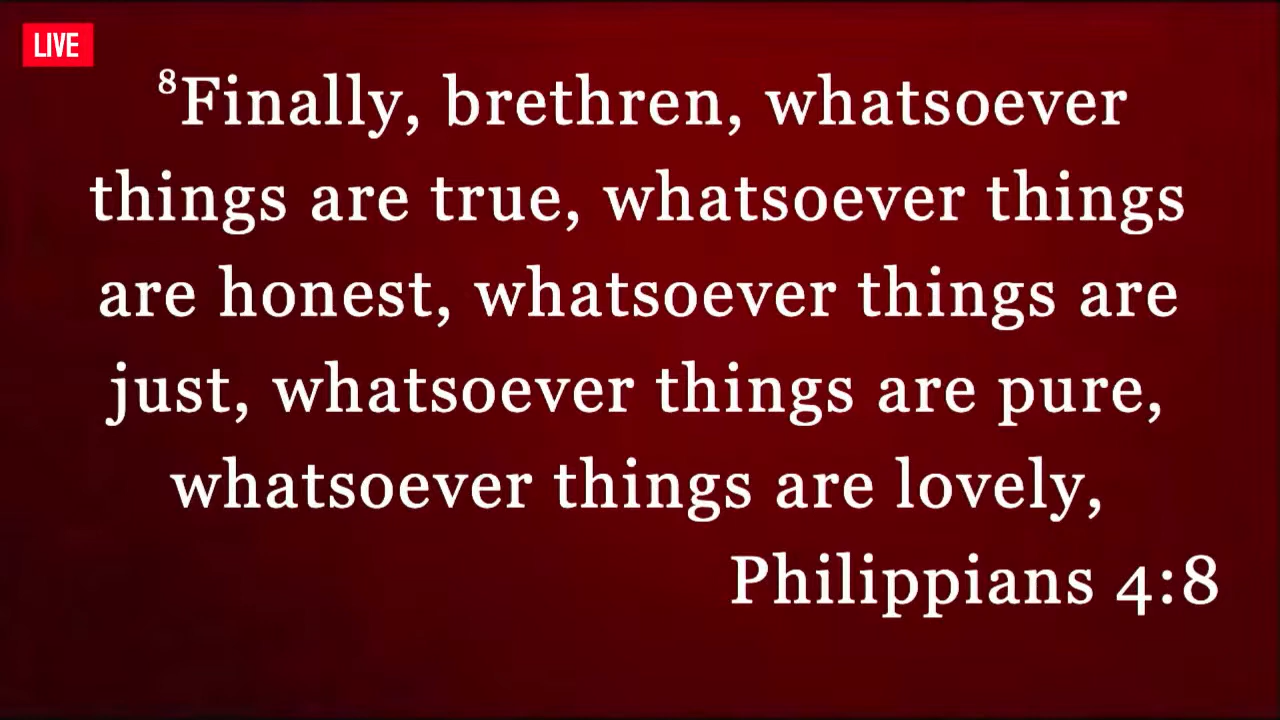 LIVE
⁸Finally, brethren, whatsoever
things are true, whatsoever things
are honest, whatsoever things are
just, whatsoever things are pure,
whatsoever things are lovely,
Philippians 4:8